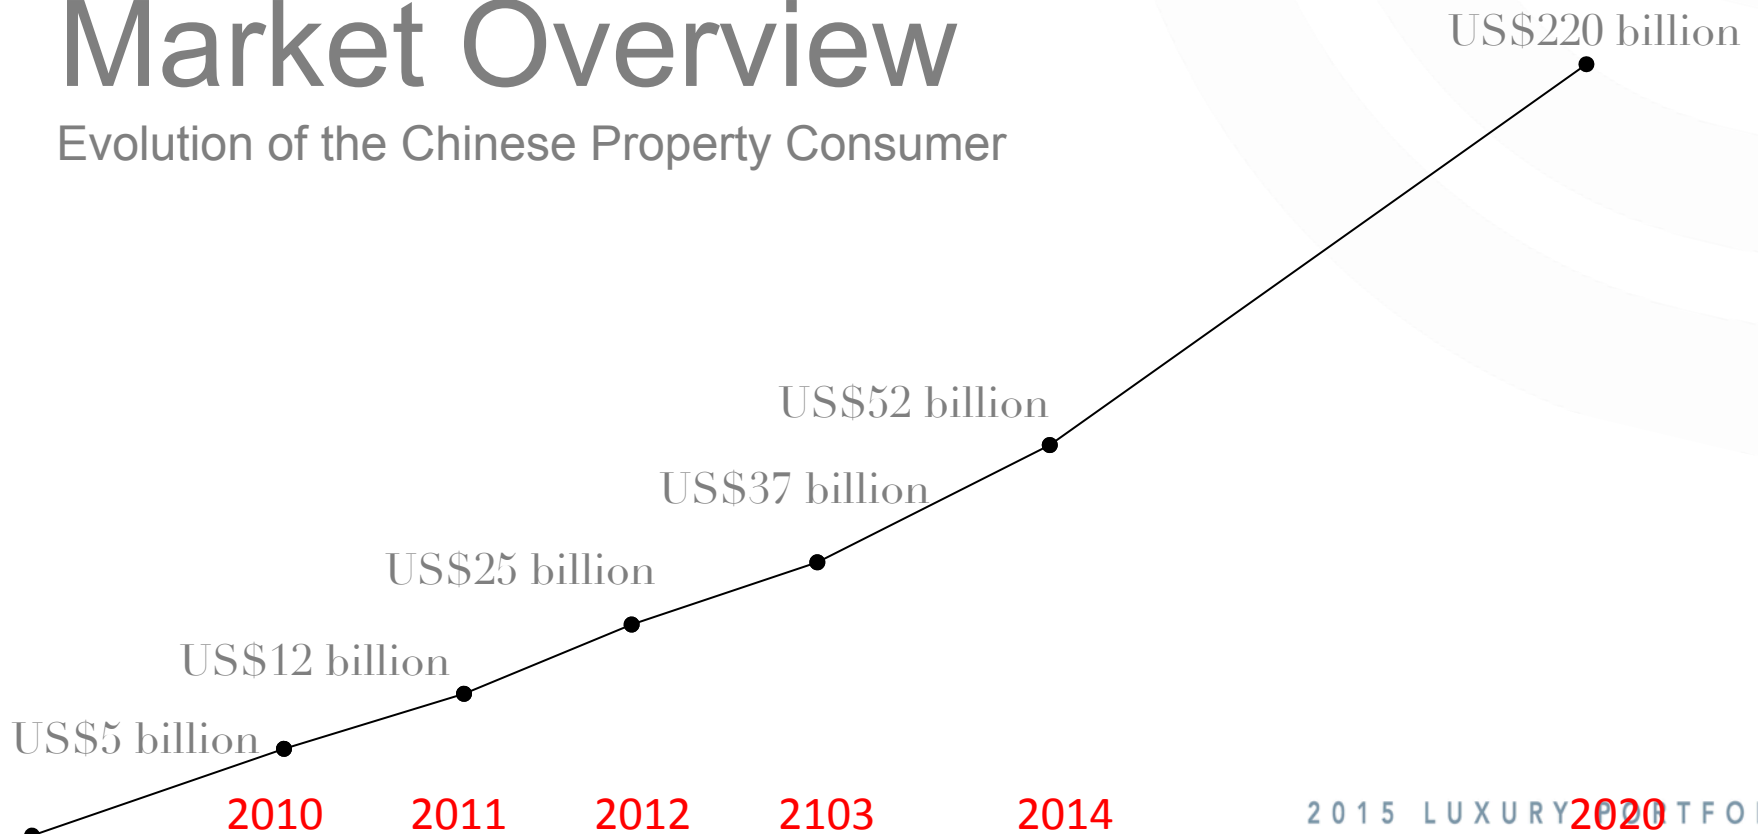 Market Overview
Evolution of the Chinese Property Consumer
US$220 billion
US$52 billion
US$37 billion
US$25 billion
US$12 billion
US$5 billion
2010 2011 2012 2103 2014 2020
2015 LUXURY